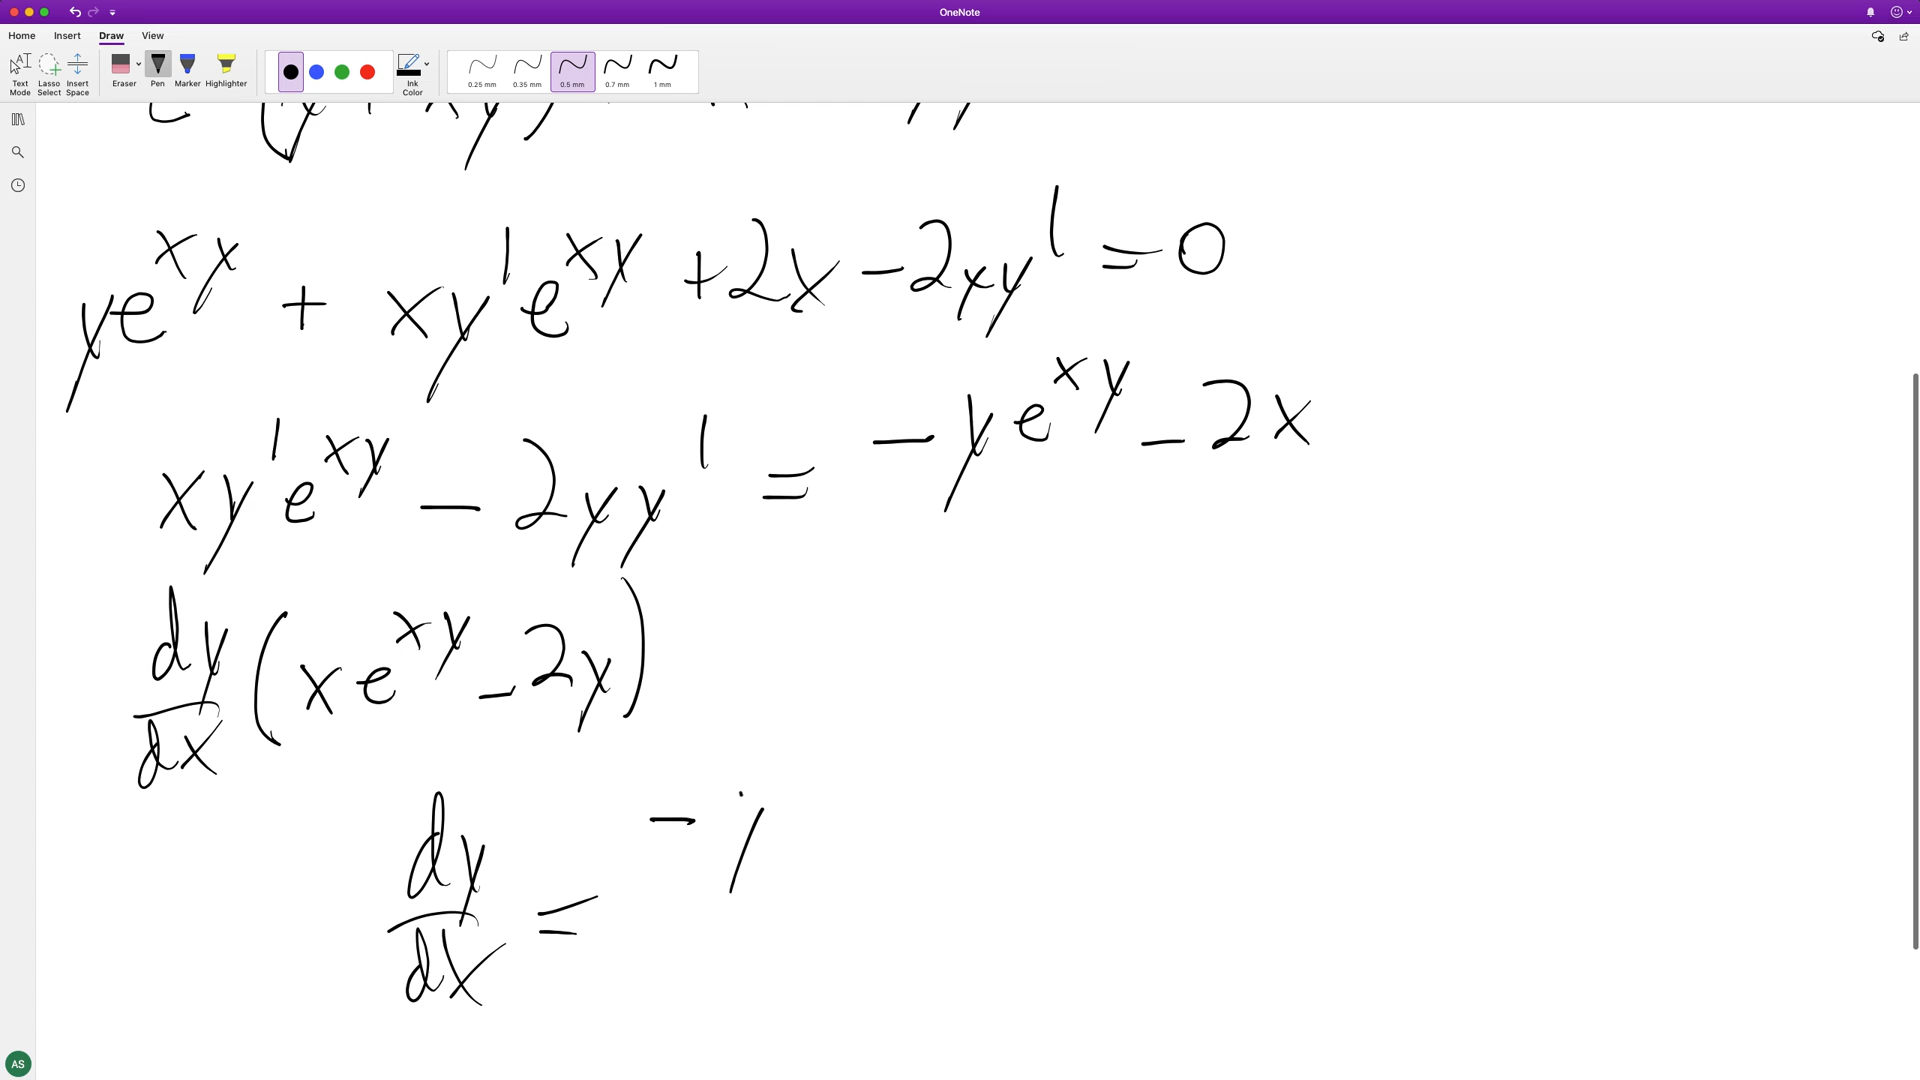 OneNote
Home Insert Draw View
Text Mode Lasso Select Insert Space Eraser Pen Marker Highlighter Ink Color 0.25 mm 0.35 mm 0.5 mm 0.7 mm 1 mm
ye^xy + xy'e^xy + 2x - 2yy' = 0
xy'e^xy - 2yy' = -ye^xy - 2x
dy/dx (xe^xy - 2y)
dy/dx = -
AS